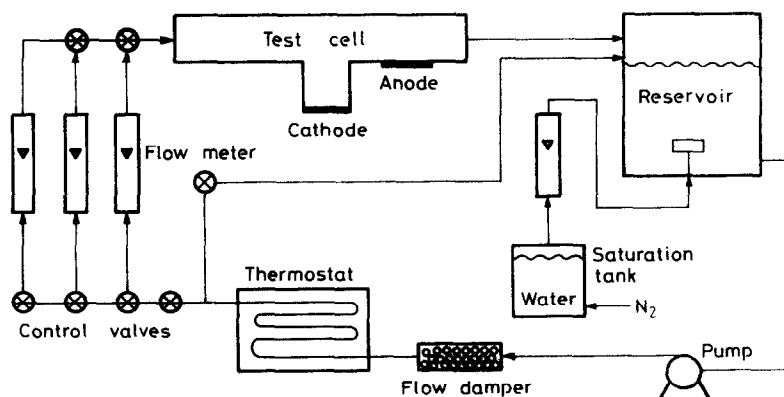 Test cell
Anode
Cathode
Reservoir
Flow meter
Thermostat
Saturation
tank
Water
N2
Control valves
Pump
Flow damper